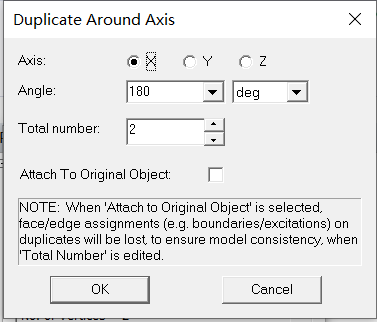 Duplicate Around Axis
Axis: X Y Z
Angle: 180 deg
Total number: 2
Attach To Original Object:
NOTE: When 'Attach to Original Object' is selected,
face/edge assignments (e.g. boundaries/excitations) on
duplicates will be lost, to ensure model consistency, when
'Total Number' is edited.
OK Cancel